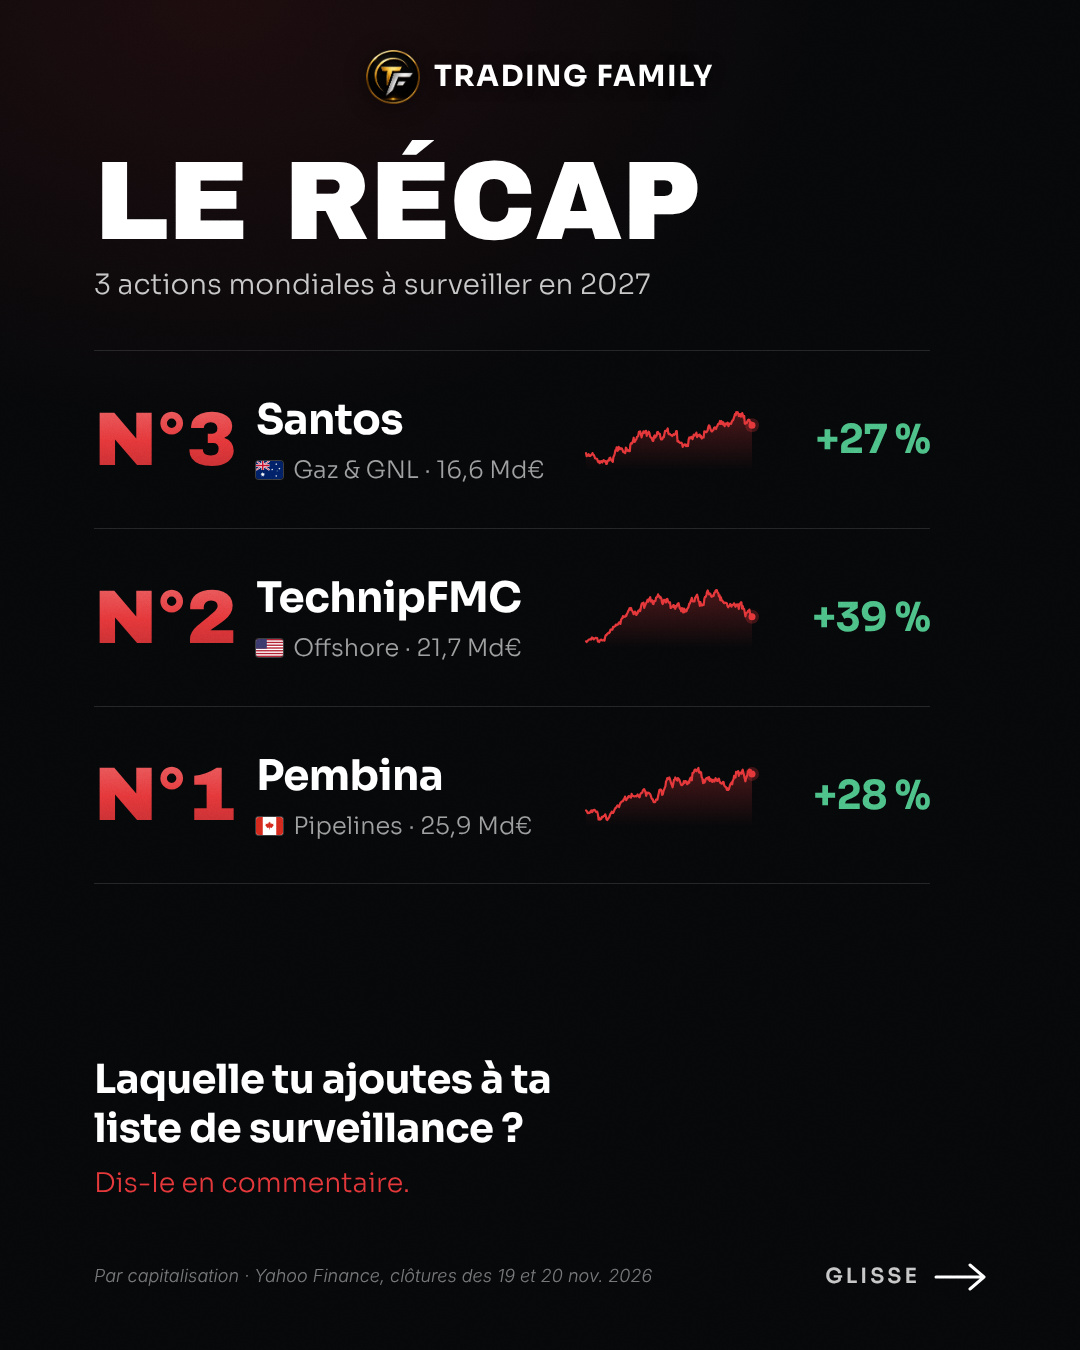 TF TRADING FAMILY
LE RÉCAP
3 actions mondiales à surveiller en 2027
N°3 Santos +27 %
Gaz & GNL · 16,6 Md€
N°2 TechnipFMC +39 %
Offshore · 21,7 Md€
N°1 Pembina +28 %
Pipelines · 25,9 Md€
Laquelle tu ajoutes à ta
liste de surveillance ?
Dis-le en commentaire.
Par capitalisation · Yahoo Finance, clôtures des 19 et 20 nov. 2026
GLISSE